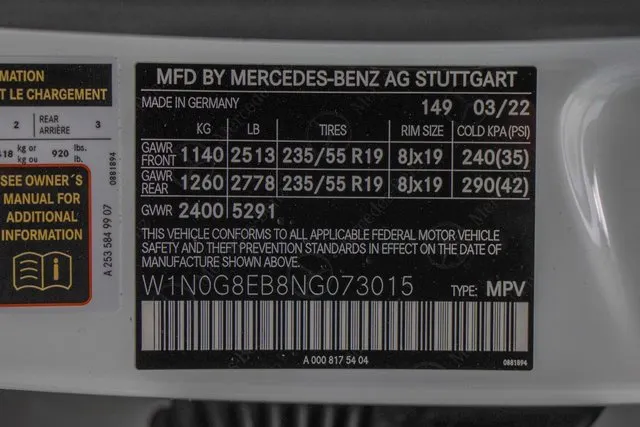 MATION
T LE CHARGEMENT
2 REAR ARRIÈRE 3
418 kg or kg ou 920 lbs. lb.
0881894
SEE OWNER´S
MANUAL FOR
ADDITIONAL
INFORMATION
A 253 584 99 07
MFD BY MERCEDES-BENZ AG STUTTGART
MADE IN GERMANY 149 03/22
KG LB TIRES RIM SIZE COLD KPA(PSI)
GAWR FRONT 1140 2513 235/55 R19 8Jx19 240(35)
GAWR REAR 1260 2778 235/55 R19 8Jx19 290(42)
GVWR 2400 5291
THIS VEHICLE CONFORMS TO ALL APPLICABLE FEDERAL MOTOR VEHICLE
SAFETY AND THEFT PREVENTION STANDARDS IN EFFECT ON THE DATE OF
MANUFACTURE SHOWN ABOVE.
W1N0G8EB8NG073015 TYPE: MPV
A 000 817 54 04
0881894